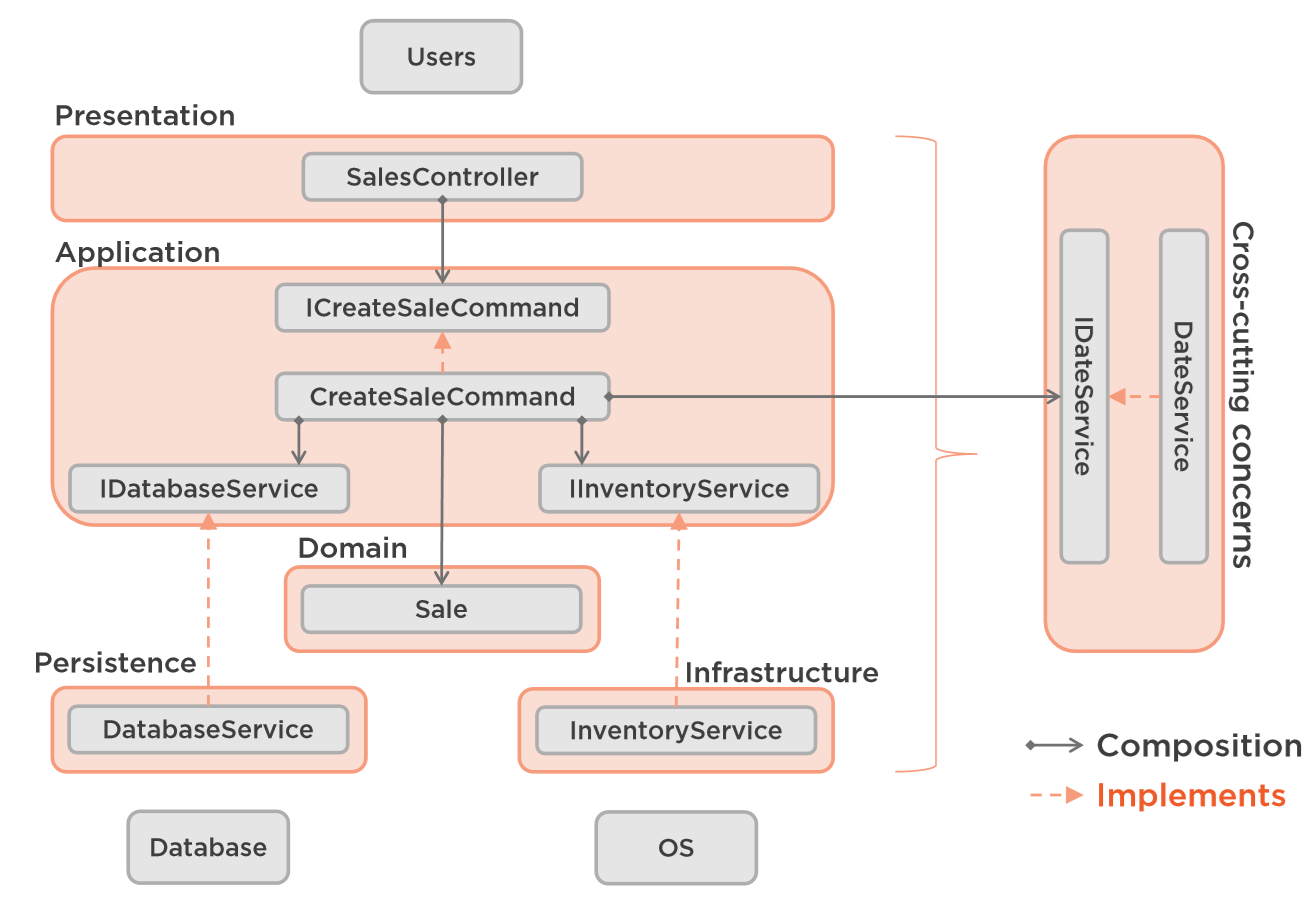 Users
Presentation
SalesController
Application
ICreateSaleCommand
CreateSaleCommand
IDatabaseService
IInventoryService
Domain
Sale
Persistence
DatabaseService
Infrastructure
InventoryService
Database
OS
IDateService
DateService
Cross-cutting concerns
Composition
Implements